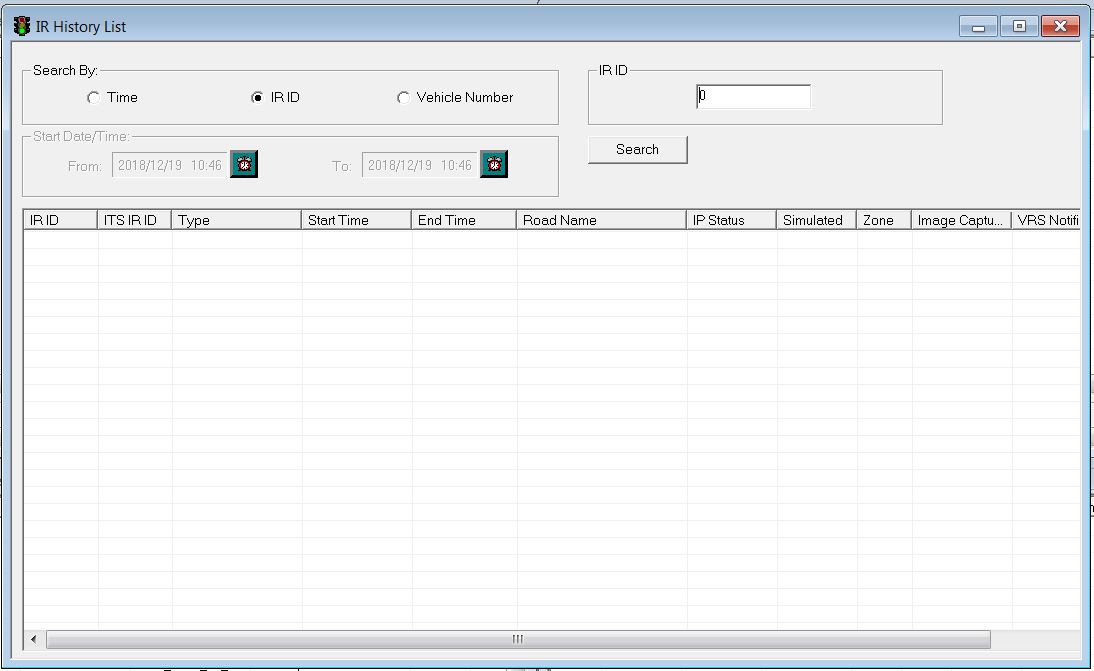 IR History List
Search By:
Time IR ID Vehicle Number
IR ID
0
Start Date/Time:
From: 2018/12/19 10:46 To: 2018/12/19 10:46
Search
IR ID ITS IR ID Type Start Time End Time Road Name IP Status Simulated Zone Image Captu... VRS Notifi